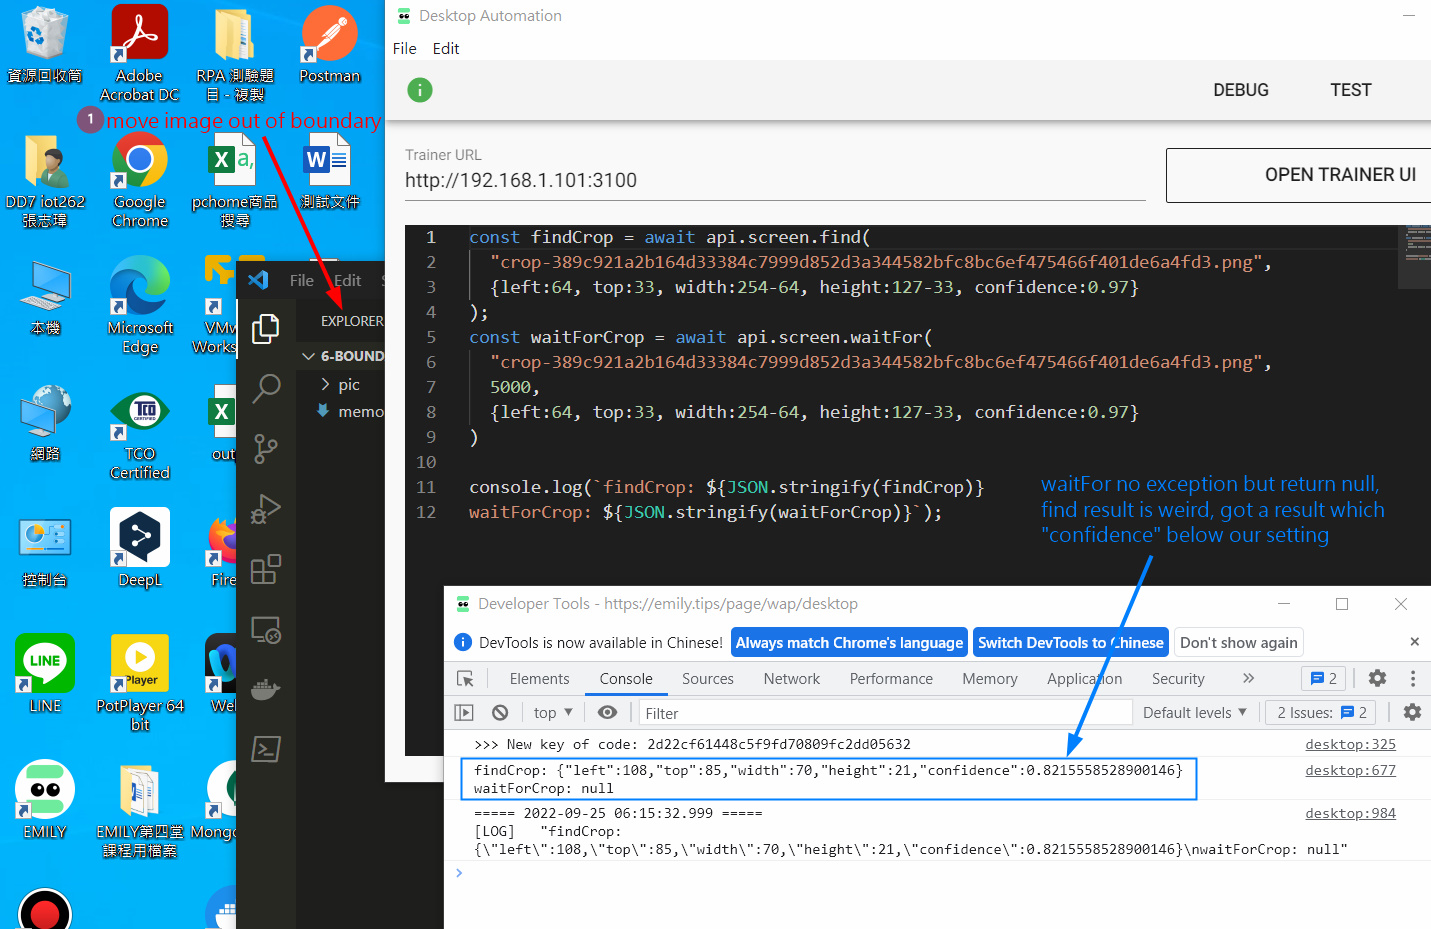 資源回收筒
Adobe
Acrobat DC
RPA 測驗題
目 - 複製
Postman
1
move image out of boundary
DD7 iot262
張志瑋
Google
Chrome
pchome商品
搜尋
測試文件
本機
Microsoft
Edge
VMw
Works
網路
TCO
Certified
out
控制台
DeepL
Fire
LINE
PotPlayer 64
bit
We
EMILY
EMILY第四堂
課程用檔案
Mongo
File Edit S
EXPLORER
6-BOUND
pic
memo
Desktop Automation
File Edit
DEBUG TEST
Trainer URL
http://192.168.1.101:3100
OPEN TRAINER UI
1 const findCrop = await api.screen.find(
2 "crop-389c921a2b164d33384c7999d852d3a344582bfc8bc6ef475466f401de6a4fd3.png",
3 {left:64, top:33, width:254-64, height:127-33, confidence:0.97}
4 );
5 const waitForCrop = await api.screen.waitFor(
6 "crop-389c921a2b164d33384c7999d852d3a344582bfc8bc6ef475466f401de6a4fd3.png",
7 5000,
8 {left:64, top:33, width:254-64, height:127-33, confidence:0.97}
9 )
10
11 console.log(`findCrop: ${JSON.stringify(findCrop)}
12 waitForCrop: ${JSON.stringify(waitForCrop)}`);
waitFor no exception but return null,
find result is weird, got a result which
"confidence" below our setting
Developer Tools - https://emily.tips/page/wap/desktop
DevTools is now available in Chinese! Always match Chrome's language Switch DevTools to Chinese Don't show again
Elements Console Sources Network Performance Memory Application Security 2
top Filter Default levels 2 Issues: 2
>>> New key of code: 2d22cf61448c5f9fd70809fc2dd05632 desktop:325
findCrop: {"left":108,"top":85,"width":70,"height":21,"confidence":0.8215558528900146} desktop:677
waitForCrop: null
===== 2022-09-25 06:15:32.999 ===== desktop:984
[LOG] "findCrop:
{\"left\":108,\"top\":85,\"width\":70,\"height\":21,\"confidence\":0.8215558528900146}\nwaitForCrop: null"